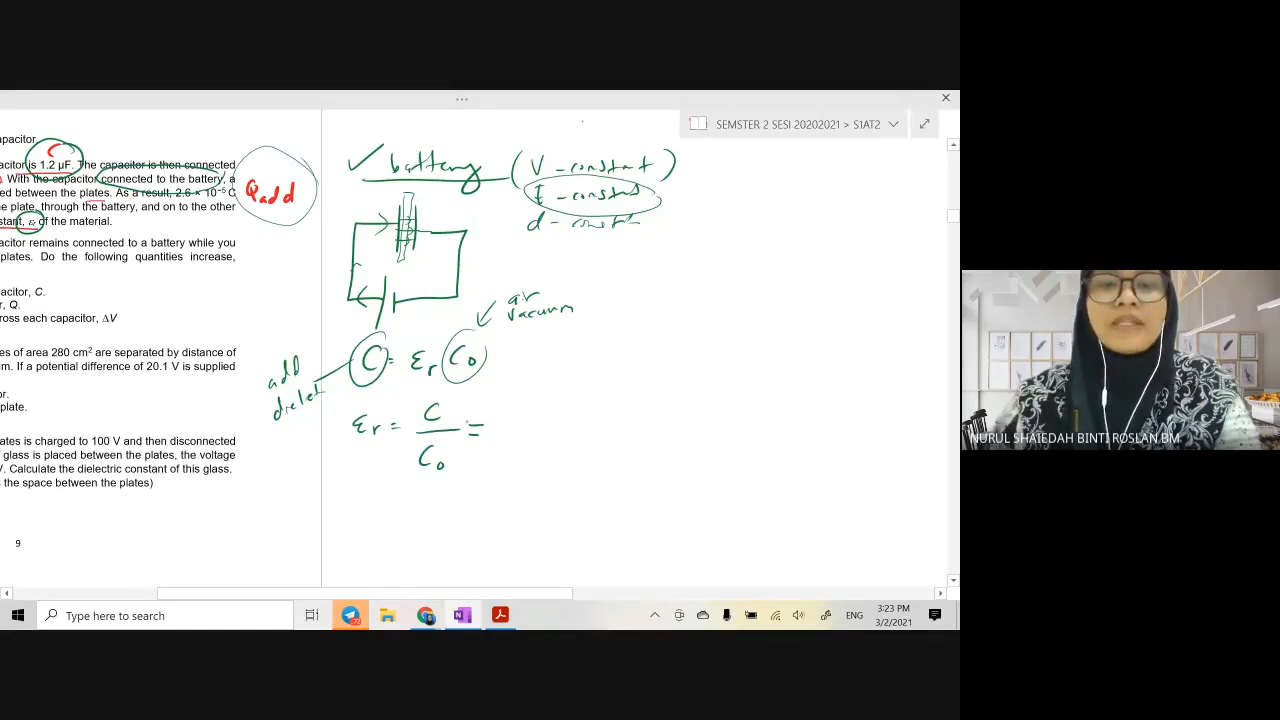 SEMSTER 2 SESI 20202021 > S1AT2
apacitor.
acitor is 1.2 µF. The capacitor is then connected
With the capacitor connected to the battery, a
ed between the plates. As a result, 2.6 × 10⁻⁵ C
he plate, through the battery, and on to the other
stant, εr of the material.
acitor remains connected to a battery while you
plates. Do the following quantities increase,
pacitor, C.
r, Q.
ross each capacitor, ΔV
es of area 280 cm² are separated by distance of
m. If a potential difference of 20.1 V is supplied
or.
plate.
ates is charged to 100 V and then disconnected
glass is placed between the plates, the voltage
V. Calculate the dielectric constant of this glass.
s the space between the plates)
9
C
Qadd
✓ battery (V - constant)
E - constant
d - constant
air
vacuum
C = εr C₀
add
dielet
εr = C / C₀ =
NURUL SHAIEDAH BINTI ROSLAN BM
Type here to search
72
ENG
3:23 PM
3/2/2021